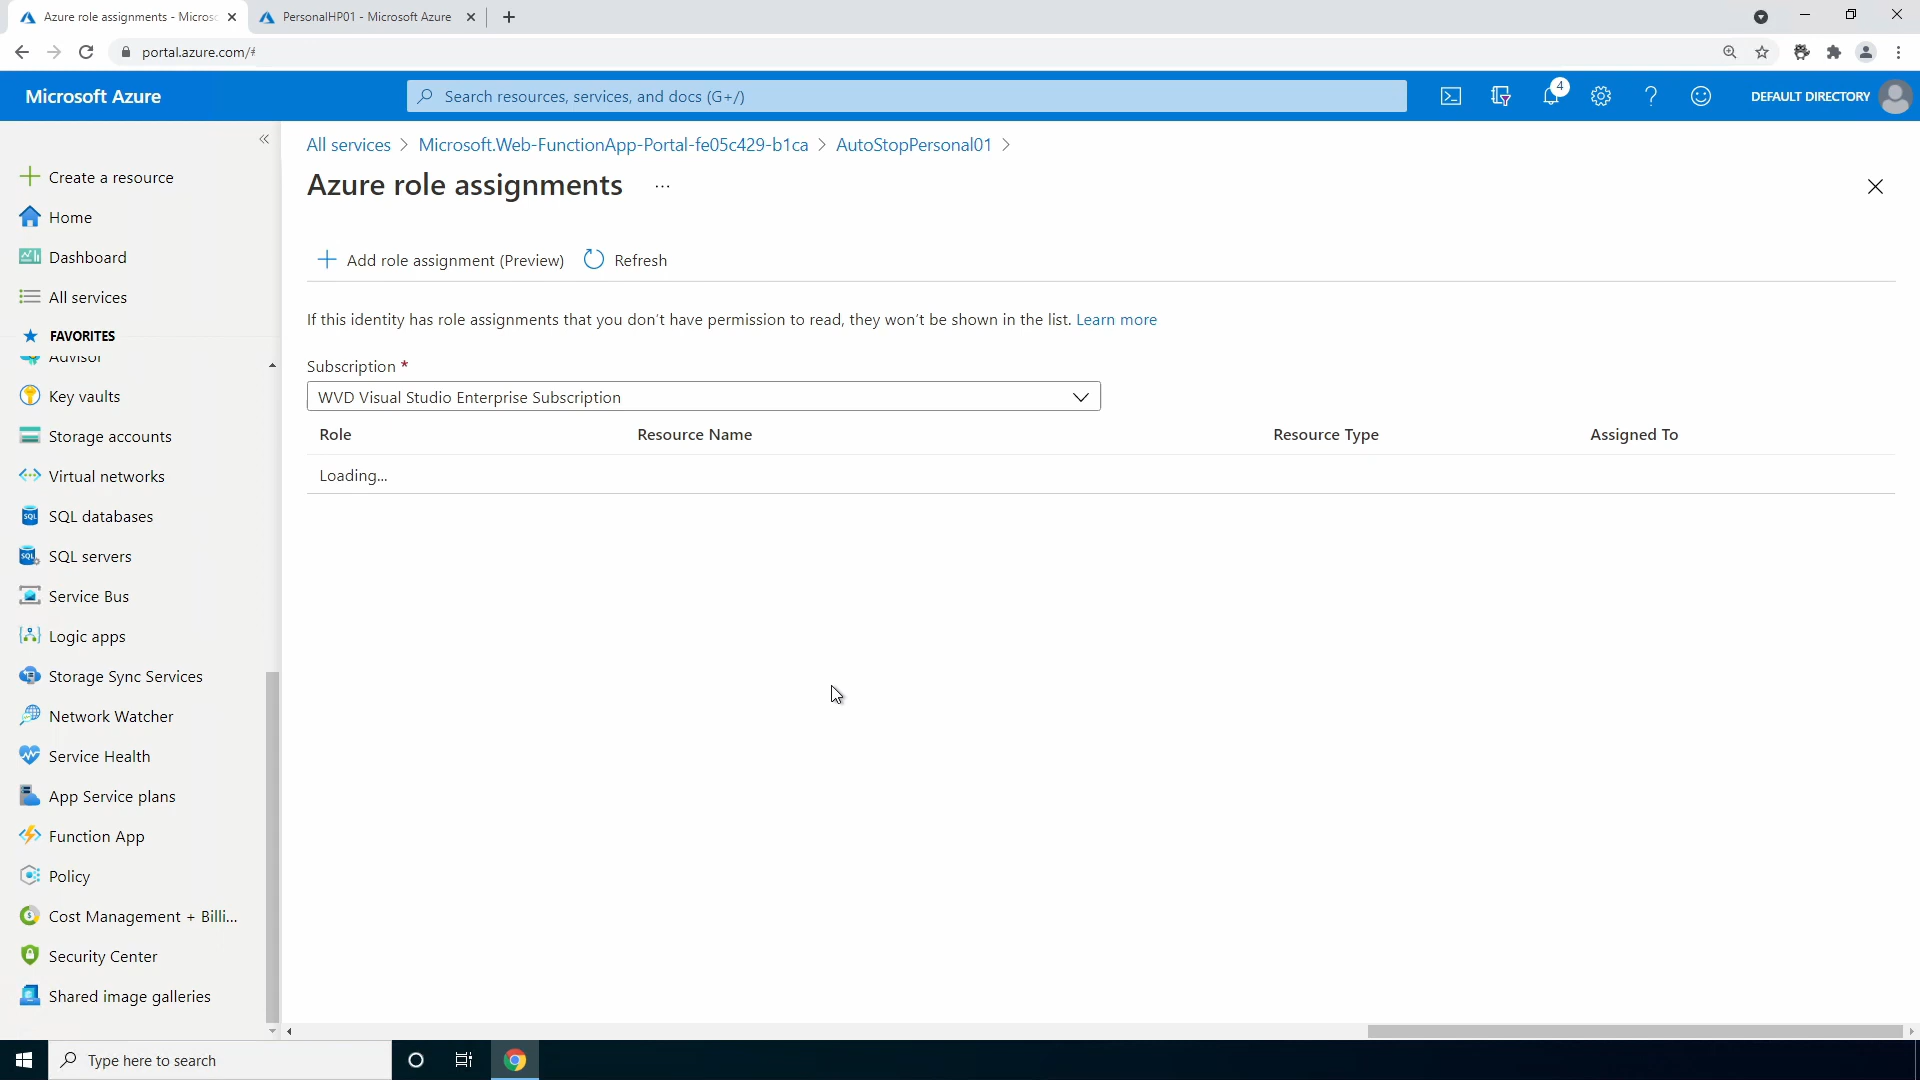 Azure role assignments - Micros
PersonalHP01 - Microsoft Azure
portal.azure.com/#
Microsoft Azure
Search resources, services, and docs (G+/)
4
DEFAULT DIRECTORY
All services > Microsoft.Web-FunctionApp-Portal-fe05c429-b1ca > AutoStopPersonal01 >
Azure role assignments ...
Create a resource
Home
Dashboard
All services
FAVORITES
Advisor
Key vaults
Storage accounts
Virtual networks
SQL databases
SQL servers
Service Bus
Logic apps
Storage Sync Services
Network Watcher
Service Health
App Service plans
Function App
Policy
Cost Management + Billi...
Security Center
Shared image galleries
Add role assignment (Preview) Refresh
If this identity has role assignments that you don't have permission to read, they won't be shown in the list. Learn more
Subscription *
WVD Visual Studio Enterprise Subscription
Role Resource Name Resource Type Assigned To
Loading...
Type here to search